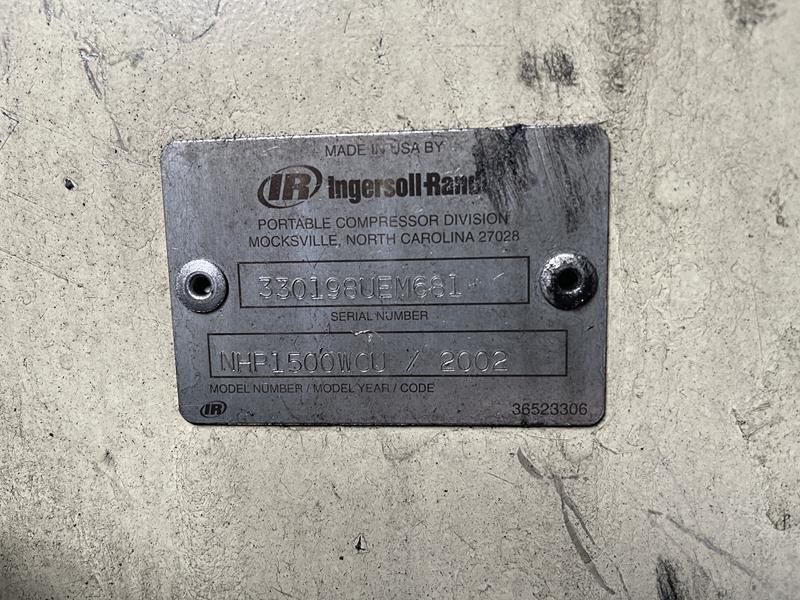 MADE IN USA BY
IR Ingersoll-Rand
PORTABLE COMPRESSOR DIVISION
MOCKSVILLE, NORTH CAROLINA 27028
330198UEM681
SERIAL NUMBER
NHP1500WCU / 2002
MODEL NUMBER / MODEL YEAR / CODE
IR 36523306